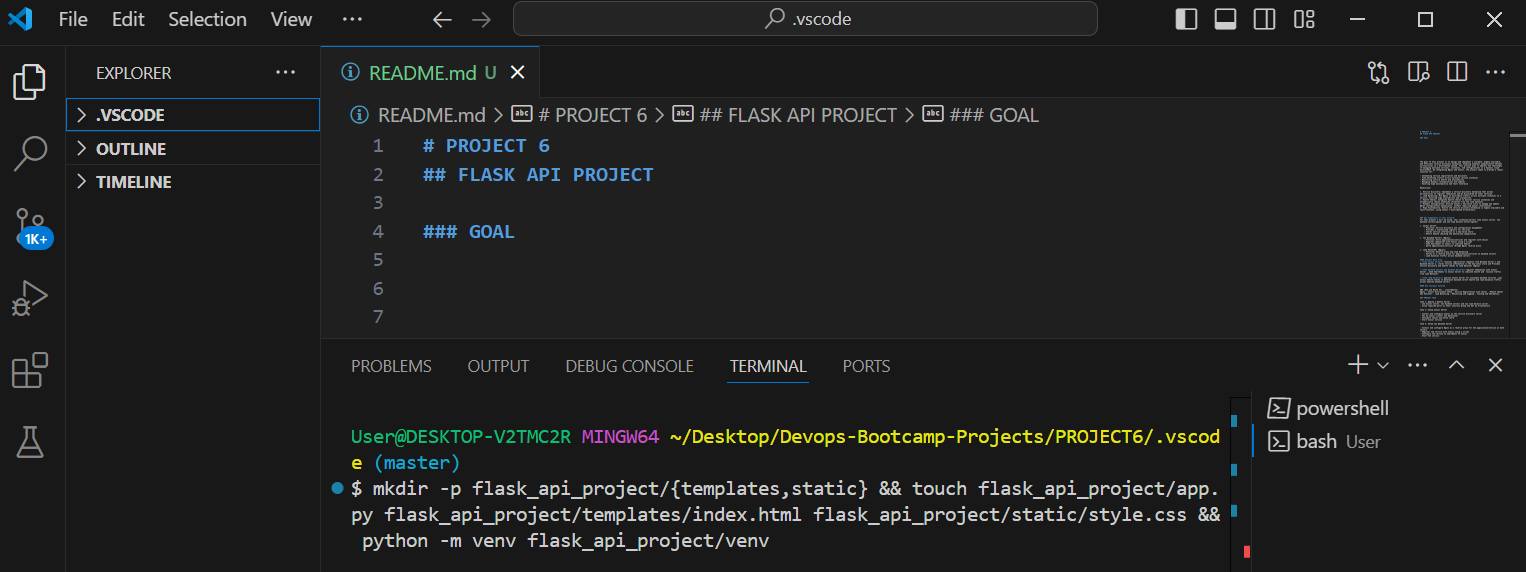 File Edit Selection View ··· .vscode
EXPLORER ···
README.md U
.VSCODE
README.md > # PROJECT 6 > ## FLASK API PROJECT > ### GOAL
OUTLINE
1 # PROJECT 6
TIMELINE
2 ## FLASK API PROJECT
3
1K+
4 ### GOAL
5
6
7
PROBLEMS OUTPUT DEBUG CONSOLE TERMINAL PORTS
powershell
bash User
User@DESKTOP-V2TMC2R MINGW64 ~/Desktop/Devops-Bootcamp-Projects/PROJECT6/.vscod
e (master)
$ mkdir -p flask_api_project/{templates,static} && touch flask_api_project/app.
py flask_api_project/templates/index.html flask_api_project/static/style.css &&
python -m venv flask_api_project/venv